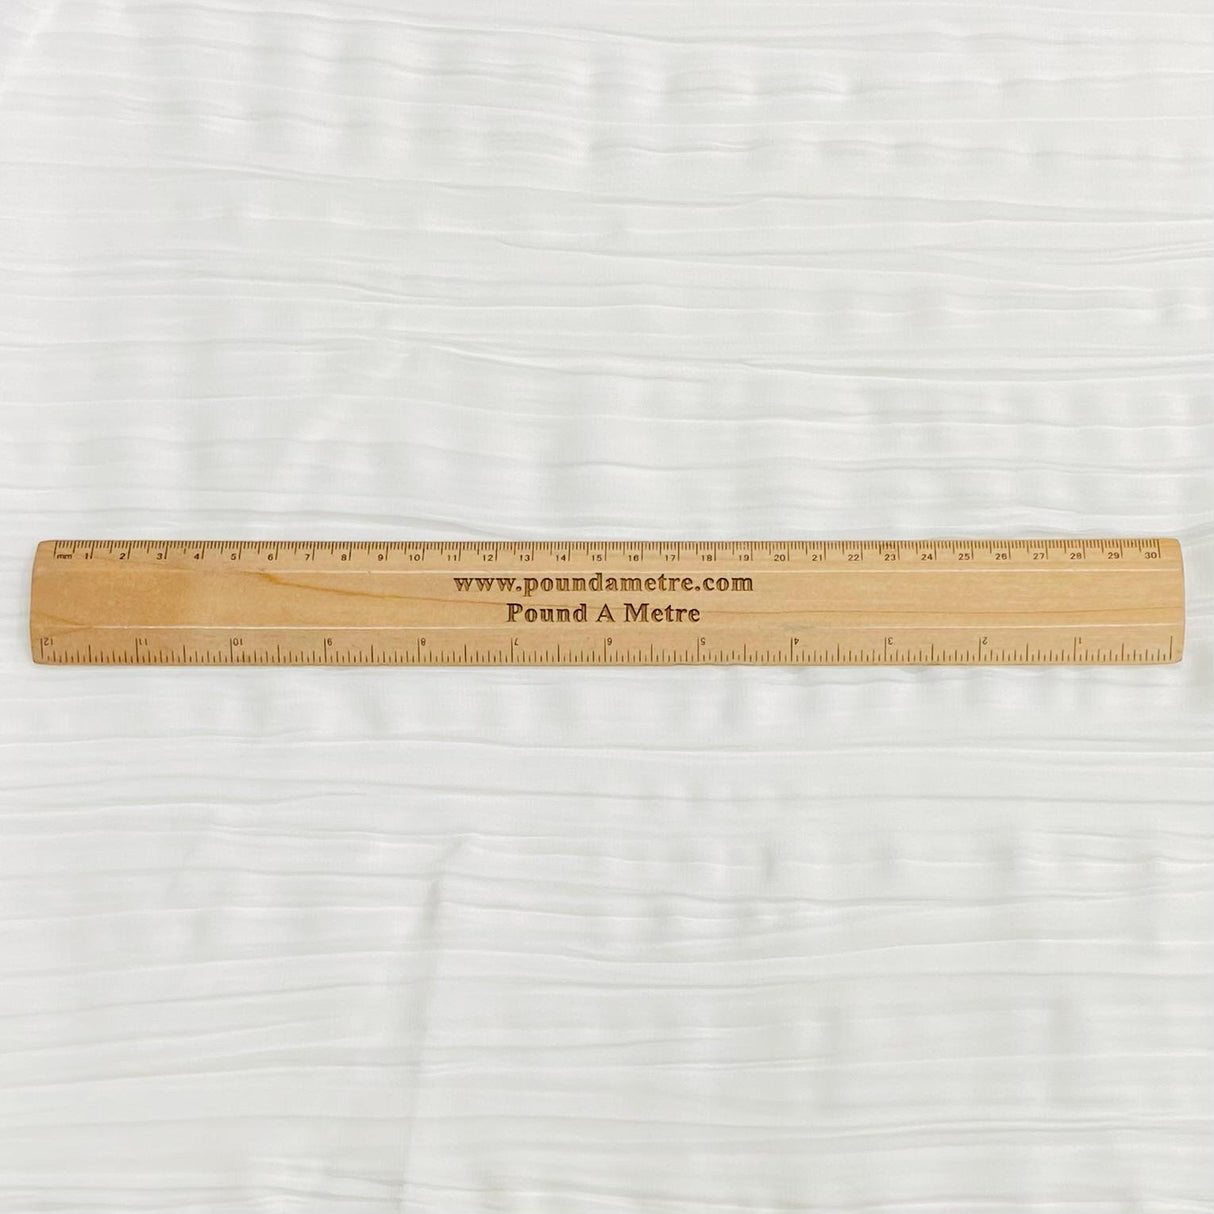 mm 1 2 3 4 5 6 7 8 9 10 11 12 13 14 15 16 17 18 19 20 21 22 23 24 25 26 27 28 29 30
www.poundametre.com
Pound A Metre
12 11 10 9 8 7 6 5 4 3 2 1